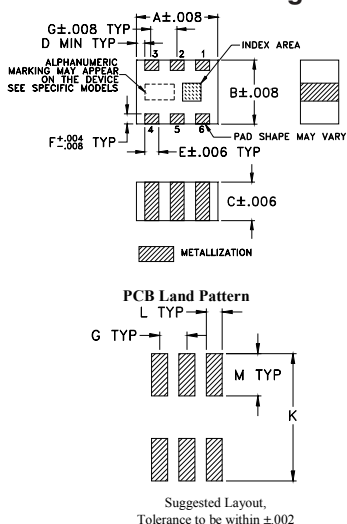 A±.008
G±.008 TYP
D MIN TYP
3 2 1
INDEX AREA
ALPHANUMERIC
MARKING MAY APPEAR
ON THE DEVICE
SEE SPECIFIC MODELS
B±.008
F+.004 -.008 TYP
4 5 6
PAD SHAPE MAY VARY
E±.006 TYP
C±.006
METALLIZATION
PCB Land Pattern
L TYP
G TYP
M TYP
K
Suggested Layout,
Tolerance to be within ±.002